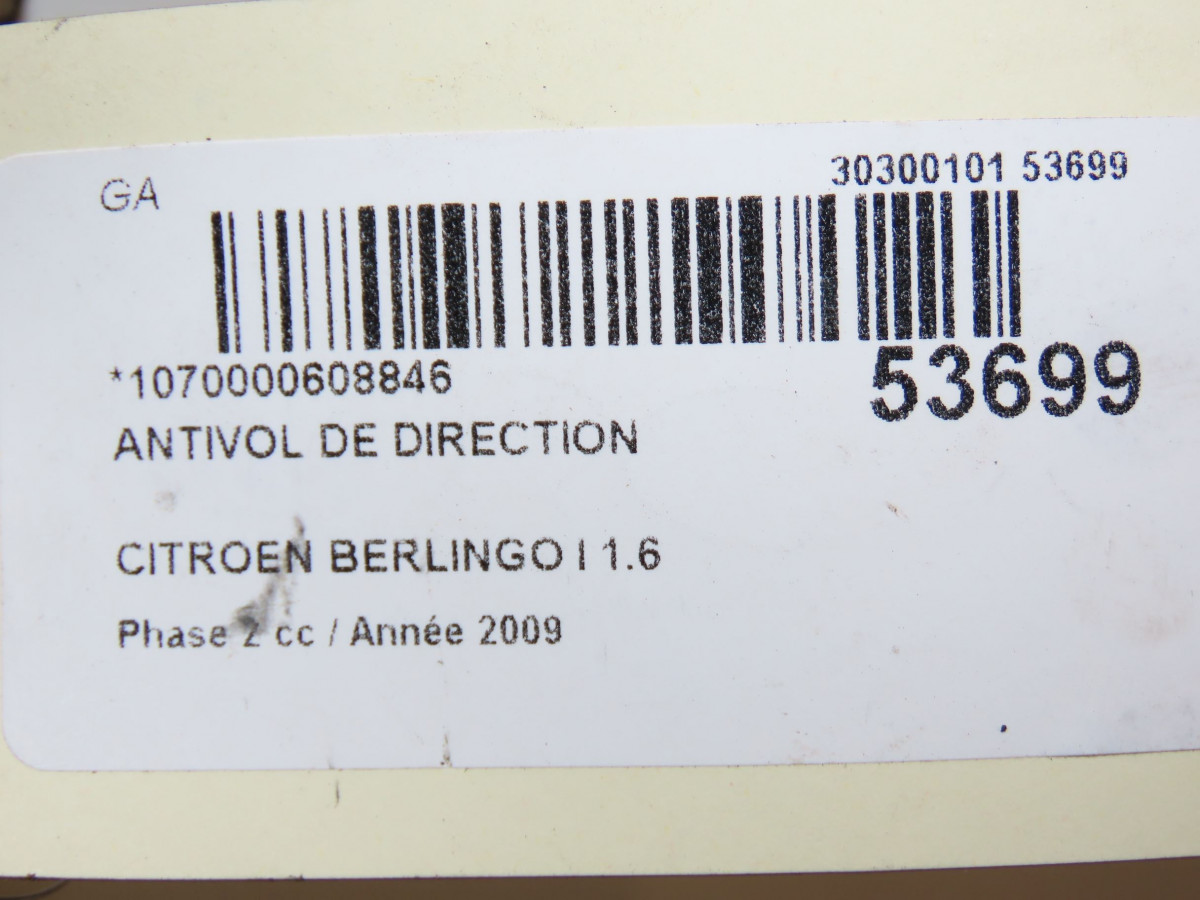 GA
30300101 53699
*1070000608846
53699
ANTIVOL DE DIRECTION
CITROEN BERLINGO I 1.6
Phase 2 cc / Année 2009